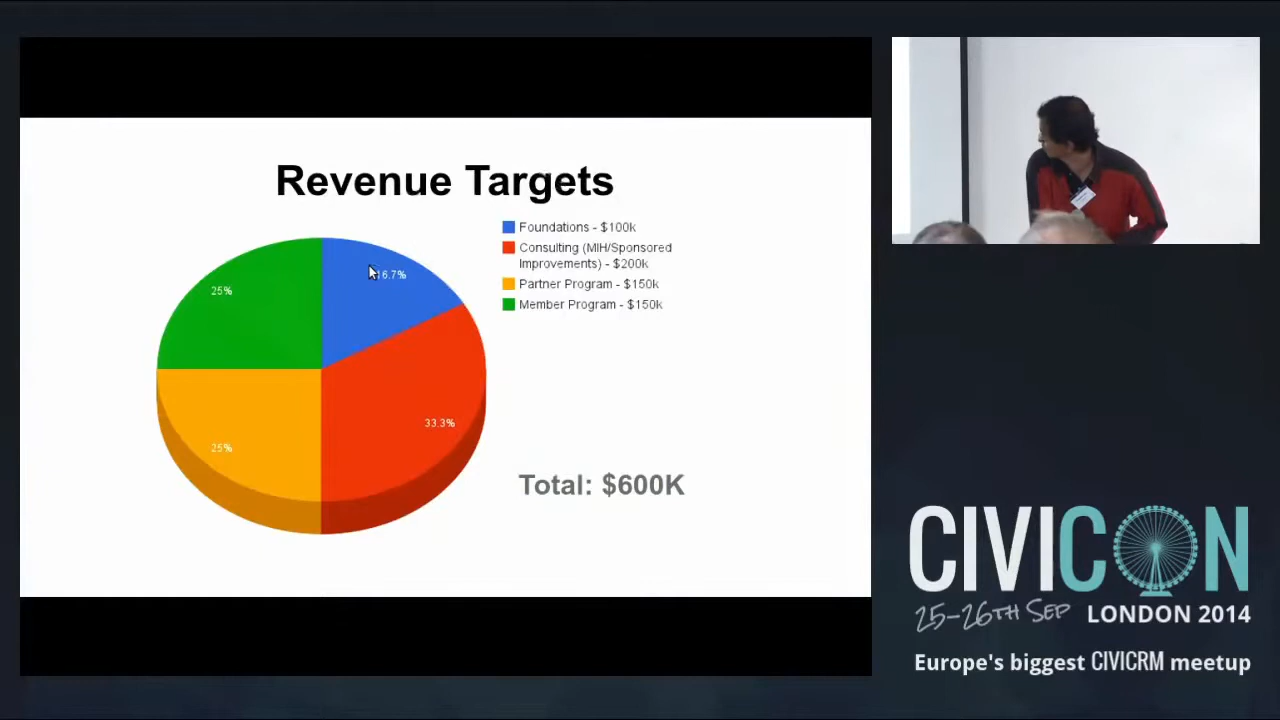 Revenue Targets
Foundations - $100k
Consulting (MIH/Sponsored
Improvements) - $200k
Partner Program - $150k
Member Program - $150k
16.7%
25%
33.3%
25%
Total: $600K
CIVICON
25-26TH SEP LONDON 2014
Europe's biggest CIVICRM meetup